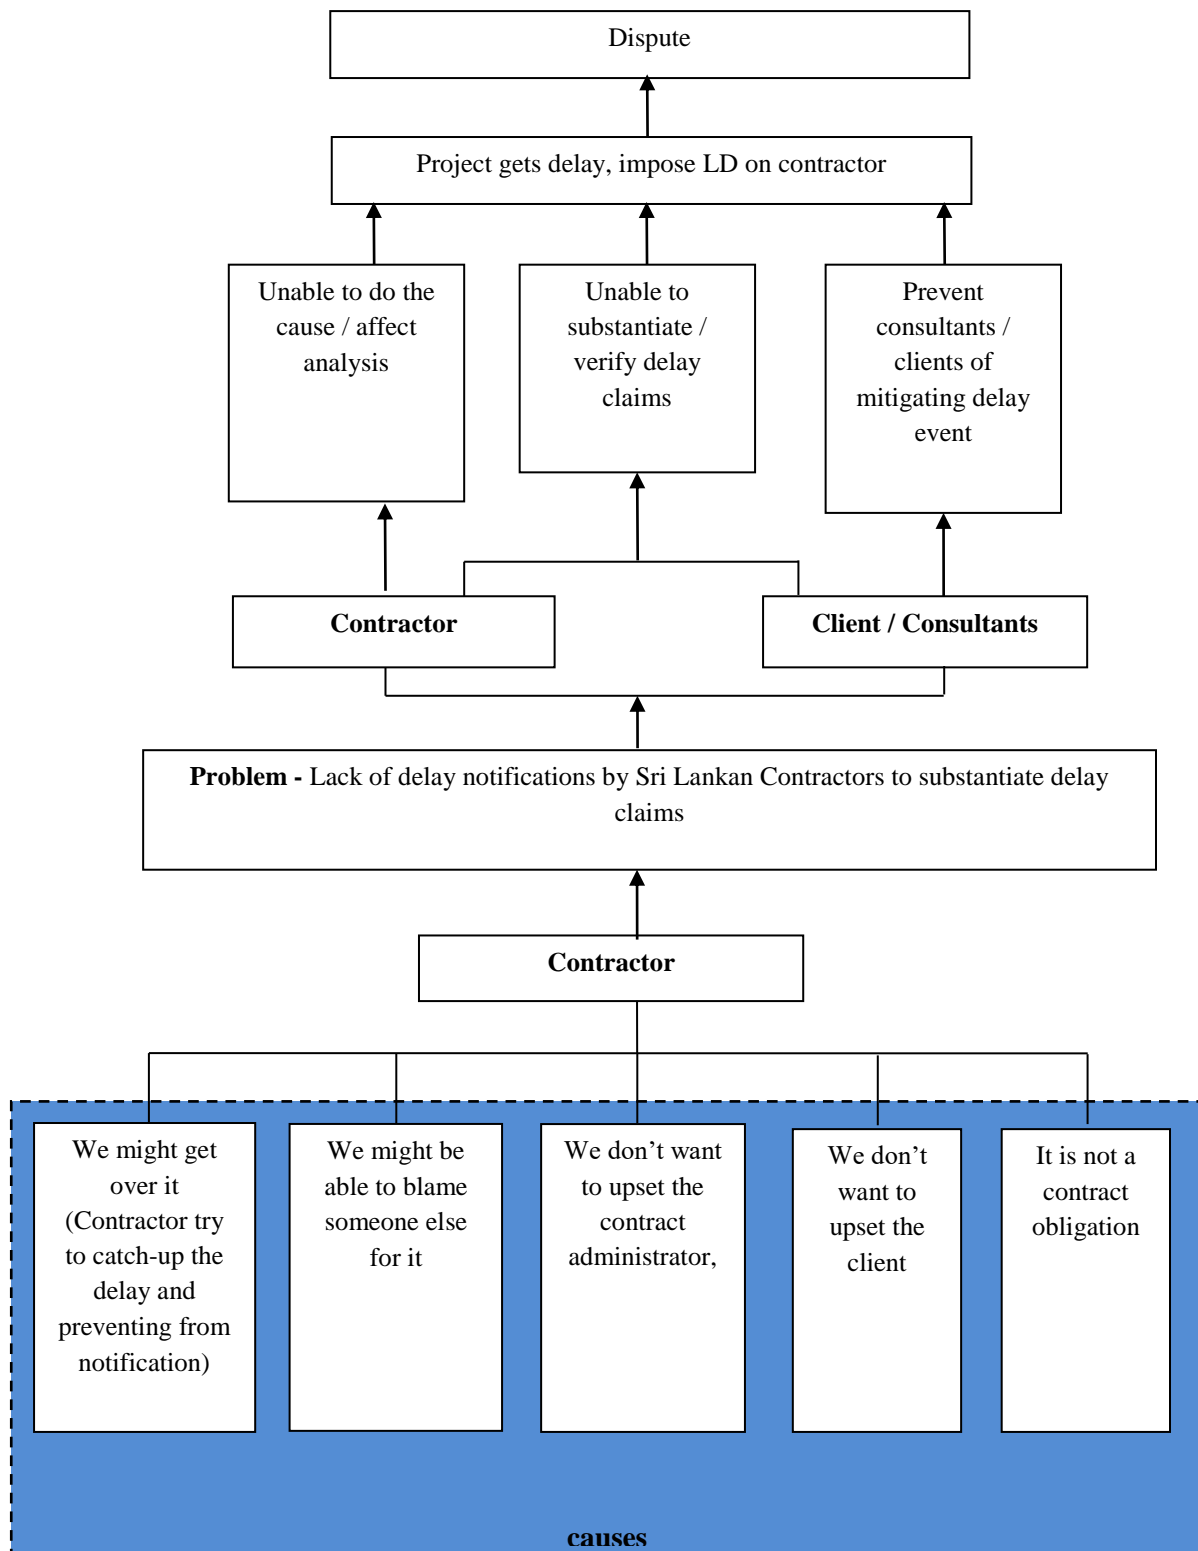 Dispute
Project gets delay, impose LD on contractor
Unable to do the
cause / affect
analysis
Unable to
substantiate /
verify delay
claims
Prevent
consultants /
clients of
mitigating delay
event
Contractor
Client / Consultants
Problem - Lack of delay notifications by Sri Lankan Contractors to substantiate delay
claims
Contractor
We might get
over it
(Contractor try
to catch-up the
delay and
preventing from
notification)
We might be
able to blame
someone else
for it
We don’t want
to upset the
contract
administrator,
We don’t
want to
upset the
client
It is not a
contract
obligation
causes